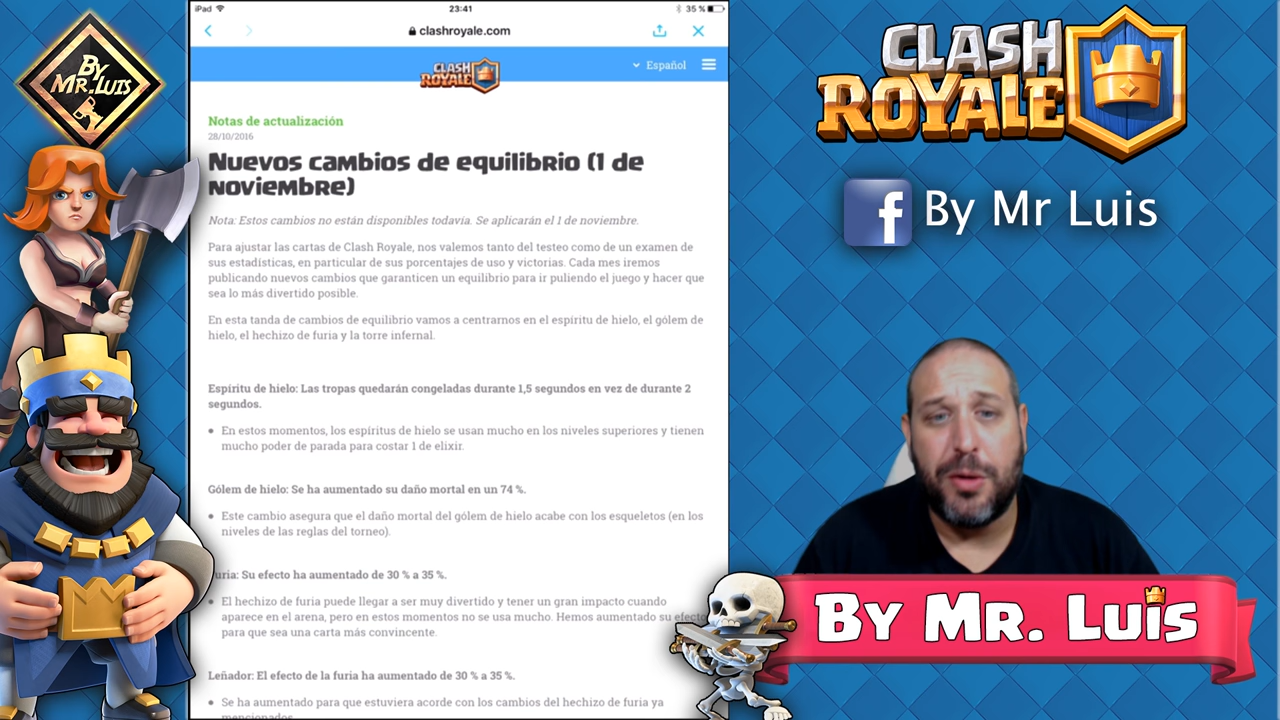 iPad
23:41
35 %
clashroyale.com
CLASH
ROYALE
Español
Notas de actualización
28/10/2016
Nuevos cambios de equilibrio (1 de
noviembre)
Nota: Estos cambios no están disponibles todavía. Se aplicarán el 1 de noviembre.
Para ajustar las cartas de Clash Royale, nos valemos tanto del testeo como de un examen de
sus estadísticas, en particular de sus porcentajes de uso y victorias. Cada mes iremos
publicando nuevos cambios que garanticen un equilibrio para ir puliendo el juego y hacer que
sea lo más divertido posible.
En esta tanda de cambios de equilibrio vamos a centrarnos en el espíritu de hielo, el gólem de
hielo, el hechizo de furia y la torre infernal.
Espíritu de hielo: Las tropas quedarán congeladas durante 1,5 segundos en vez de durante 2
segundos.
En estos momentos, los espíritus de hielo se usan mucho en los niveles superiores y tienen
mucho poder de parada para costar 1 de elixir.
Gólem de hielo: Se ha aumentado su daño mortal en un 74 %.
Este cambio asegura que el daño mortal del gólem de hielo acabe con los esqueletos (en los
niveles de las reglas del torneo).
uria: Su efecto ha aumentado de 30 % a 35 %.
El hechizo de furia puede llegar a ser muy divertido y tener un gran impacto cuando
aparece en el arena, pero en estos momentos no se usa mucho. Hemos aumentado su efecto
para que sea una carta más convincente.
Leñador: El efecto de la furia ha aumentado de 30 % a 35 %.
Se ha aumentado para que estuviera acorde con los cambios del hechizo de furia ya
mencionados.
BY
MR.LUIS
CLASH
ROYALE
f By Mr Luis
By Mr. Luis